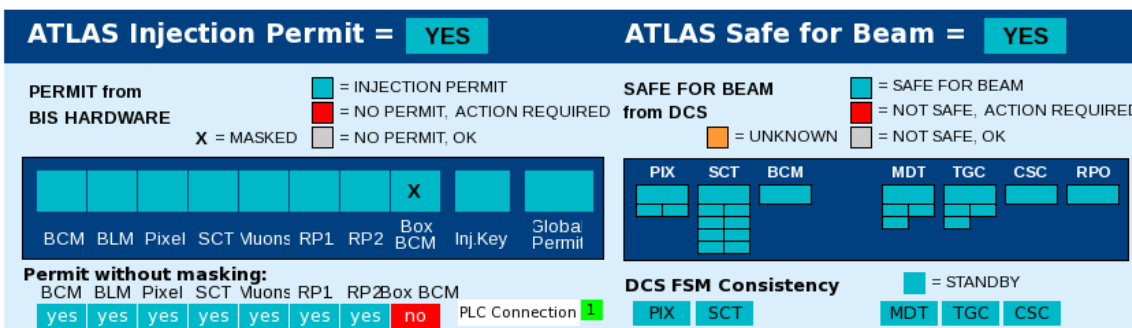 ATLAS Injection Permit = YES
PERMIT from
BIS HARDWARE
= INJECTION PERMIT
= NO PERMIT, ACTION REQUIRED
X = MASKED = NO PERMIT, OK
X
BCM BLM Pixel SCT Muons RP1 RP2 Box BCM Inj.Key Global Permit
Permit without masking:
BCM BLM Pixel SCT Muons RP1 RP2 Box BCM
yes yes yes yes yes yes yes no PLC Connection 1
ATLAS Safe for Beam = YES
SAFE FOR BEAM
from DCS
= SAFE FOR BEAM
= NOT SAFE, ACTION REQUIRED
= UNKNOWN = NOT SAFE, OK
PIX SCT BCM MDT TGC CSC RPO
DCS FSM Consistency = STANDBY
PIX SCT MDT TGC CSC